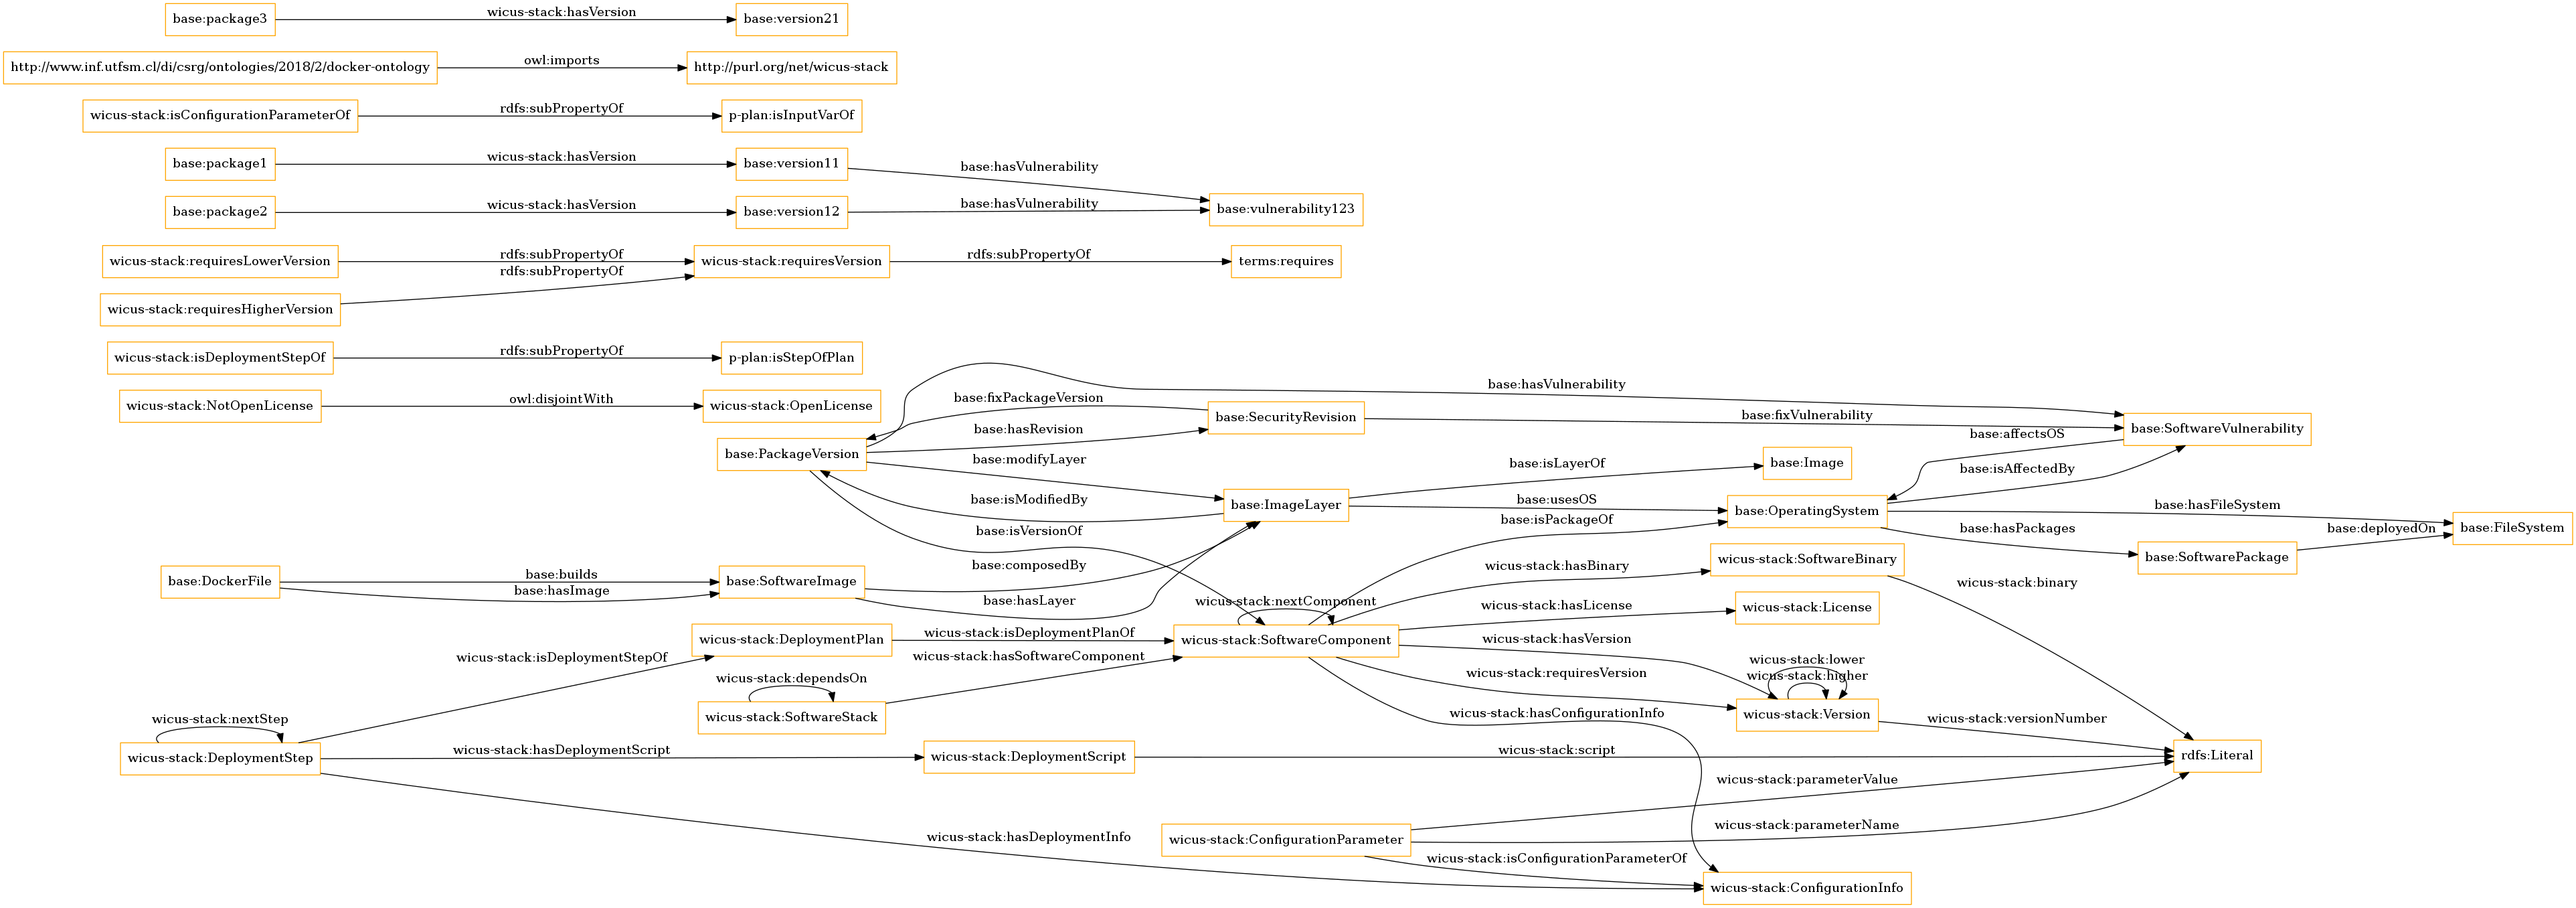 base:package3
wicus-stack:hasVersion
base:version21
http://www.inf.utfsm.cl/di/csrg/ontologies/2018/2/docker-ontology
owl:imports
http://purl.org/net/wicus-stack
wicus-stack:isConfigurationParameterOf
rdfs:subPropertyOf
p-plan:isInputVarOf
base:package1
wicus-stack:hasVersion
base:version11
base:hasVulnerability
base:package2
wicus-stack:hasVersion
base:version12
base:hasVulnerability
base:vulnerability123
wicus-stack:requiresLowerVersion
rdfs:subPropertyOf
rdfs:subPropertyOf
wicus-stack:requiresVersion
rdfs:subPropertyOf
terms:requires
wicus-stack:requiresHigherVersion
wicus-stack:isDeploymentStepOf
rdfs:subPropertyOf
p-plan:isStepOfPlan
wicus-stack:NotOpenLicense
owl:disjointWith
wicus-stack:OpenLicense
base:hasVulnerability
base:fixPackageVersion
base:SecurityRevision
base:fixVulnerability
base:SoftwareVulnerability
base:hasRevision
base:affectsOS
base:PackageVersion
base:modifyLayer
base:isLayerOf
base:Image
base:isAffectedBy
base:isModifiedBy
base:ImageLayer
base:usesOS
base:OperatingSystem
base:hasFileSystem
base:isPackageOf
base:isVersionOf
base:hasPackages
base:deployedOn
base:FileSystem
base:SoftwarePackage
base:composedBy
wicus-stack:hasBinary
wicus-stack:SoftwareBinary
wicus-stack:binary
base:DockerFile
base:builds
base:hasImage
base:SoftwareImage
base:hasLayer
wicus-stack:nextComponent
wicus-stack:hasLicense
wicus-stack:License
wicus-stack:DeploymentPlan
wicus-stack:isDeploymentPlanOf
wicus-stack:SoftwareComponent
wicus-stack:hasVersion
wicus-stack:isDeploymentStepOf
wicus-stack:hasSoftwareComponent
wicus-stack:lower
wicus-stack:requiresVersion
wicus-stack:higher
wicus-stack:dependsOn
wicus-stack:SoftwareStack
wicus-stack:hasConfigurationInfo
wicus-stack:Version
wicus-stack:versionNumber
wicus-stack:nextStep
wicus-stack:DeploymentStep
wicus-stack:hasDeploymentScript
wicus-stack:DeploymentScript
wicus-stack:script
rdfs:Literal
wicus-stack:parameterValue
wicus-stack:hasDeploymentInfo
wicus-stack:ConfigurationParameter
wicus-stack:parameterName
wicus-stack:isConfigurationParameterOf
wicus-stack:ConfigurationInfo